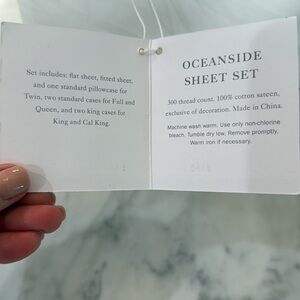 Set includes: flat sheet, fitted sheet,
and one standard pillowcase for
Twin, two standard cases for Full and
Queen, and two king cases for
King and Cal King.
OCEANSIDE
SHEET SET
300 thread count. 100% cotton sateen,
exclusive of decoration. Made in China.
Machine wash warm. Use only non-chlorine
bleach. Tumble dry low. Remove promptly.
Warm iron if necessary.